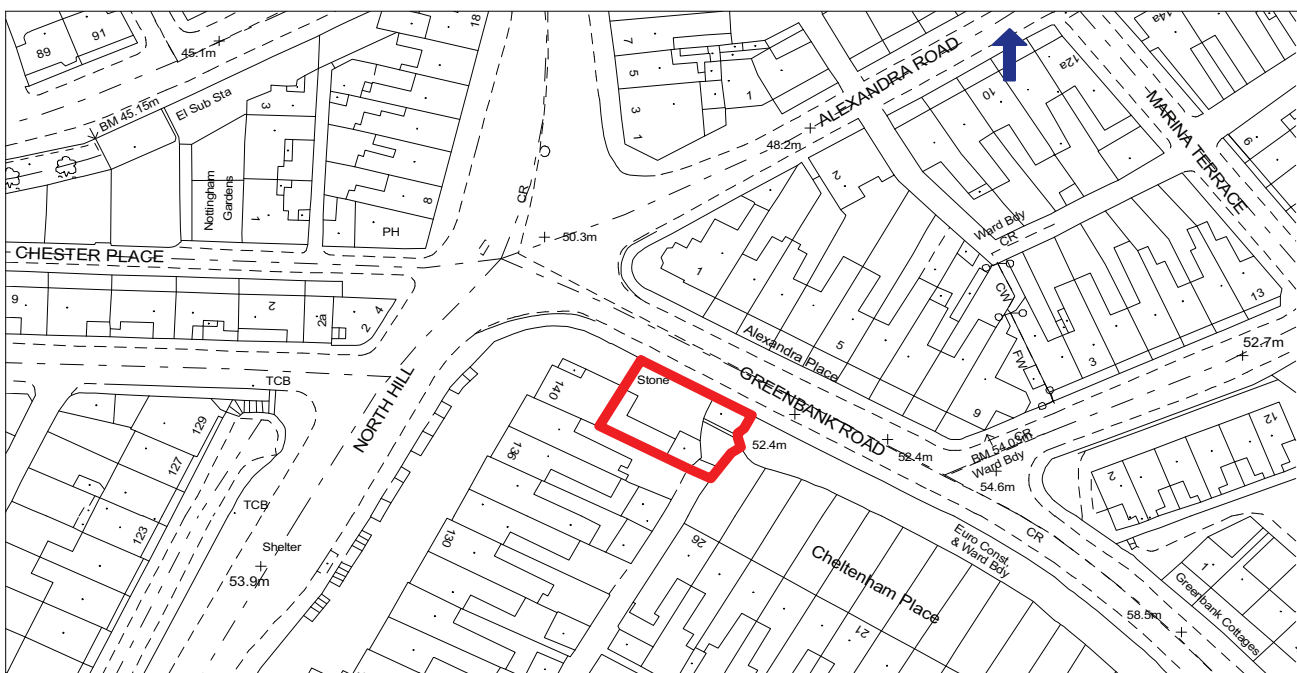 89
91
45.1m
18
BM 45.15m
El Sub Sta
3
Nottingham
Gardens
1
8
PH
CR
50.3m
CHESTER PLACE
7
5
3
1
1
ALEXANDRA ROAD
48.2m
14a
12a
10
MARINA TERRACE
6
2
1
Ward Bdy
CR
CW
FW
13
3
52.7m
9
2
2a
2
4
TCB
NORTH HILL
129
127
123
TCB
Shelter
53.9m
140
136
130
Stone
Alexandra Place
5
GREENBANK ROAD
52.4m
52.4m
9
CR
BM 54.03m
Ward Bdy
54.6m
12
2
26
Cheltenham Place
21
Euro Const,
& Ward Bdy
CR
58.5m
1
Greenbank Cottages